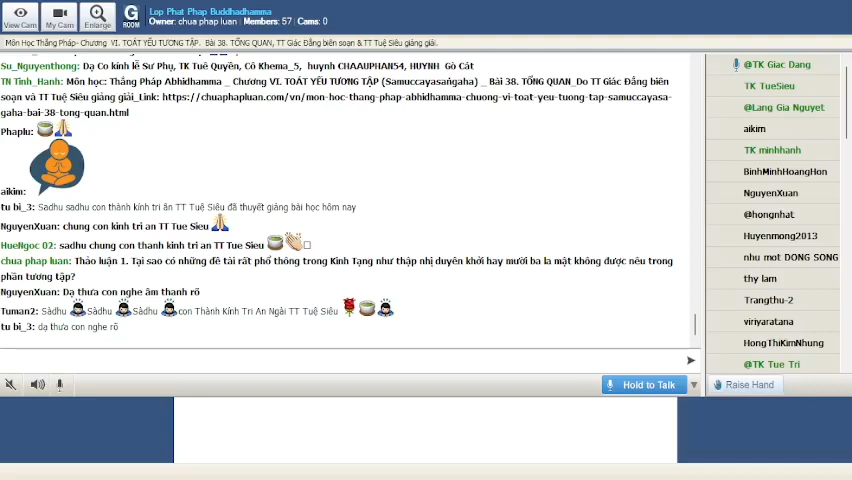 Lop Phat Phap Buddhadhamma
Owner: chua phap luan | Members: 57 | Cams: 0
View Cam
My Cam
Enlarge
G
ROOM
Môn Học Thắng Pháp- Chương VI. TOÁT YẾU TƯƠNG TẬP. Bài 38. TỔNG QUAN, TT Giác Đẳng biên soạn & TT Tuệ Siêu giảng giải.
Su_Nguyenthong: Dạ Co kính lễ Sư Phụ, TK Tuê Quyền, Cô Khema_5, huynh CHAAUPHAN54, HUYNH Gò Cát
TN Tinh_Hanh: Môn học: Thắng Pháp Abhidhamma _ Chương VI. TOÁT YẾU TƯƠNG TẬP (Samuccayasaṅgaha) _ Bài 38. TỔNG QUAN_Do TT Giác Đẳng biên
soạn và TT Tuệ Siêu giảng giải_Link: https://chuaphapluan.com/vn/mon-hoc-thang-phap-abhidhamma-chuong-vi-toat-yeu-tuong-tap-samuccayasa-
gaha-bai-38-tong-quan.html
Phaplu:
aikim:
tu bi_3: Sadhu sadhu con thành kính tri ân TT Tuệ Siêu đã thuyết giảng bài học hôm nay
NguyenXuan: chung con kinh tri an TT Tue Sieu
HueNgoc 02: sadhu chung con thanh kinh tri an TT Tue Sieu
chua phap luan: Thảo luận 1. Tại sao có những đề tài rất phổ thông trong Kinh Tạng như thập nhị duyên khởi hay mười ba la mật không được nêu trong
phần tương tập?
NguyenXuan: Dạ thưa con nghe âm thanh rõ
Tuman2: Sàdhu Sàdhu Sàdhu con Thành Kính Tri An Ngài TT Tuệ Siêu
tu bi_3: dạ thưa con nghe rõ
@TK Giac Dang
TK TueSieu
@Lang Gia Nguyet
aikim
TK minhhanh
BinhMinhHoangHon
NguyenXuan
@hongnhat
Huyenmong2013
nhu mot DONG SONG
thy lam
Trangthu-2
viriyaratana
HongThiKimNhung
@TK Tue Tri
Hold to Talk
Raise Hand